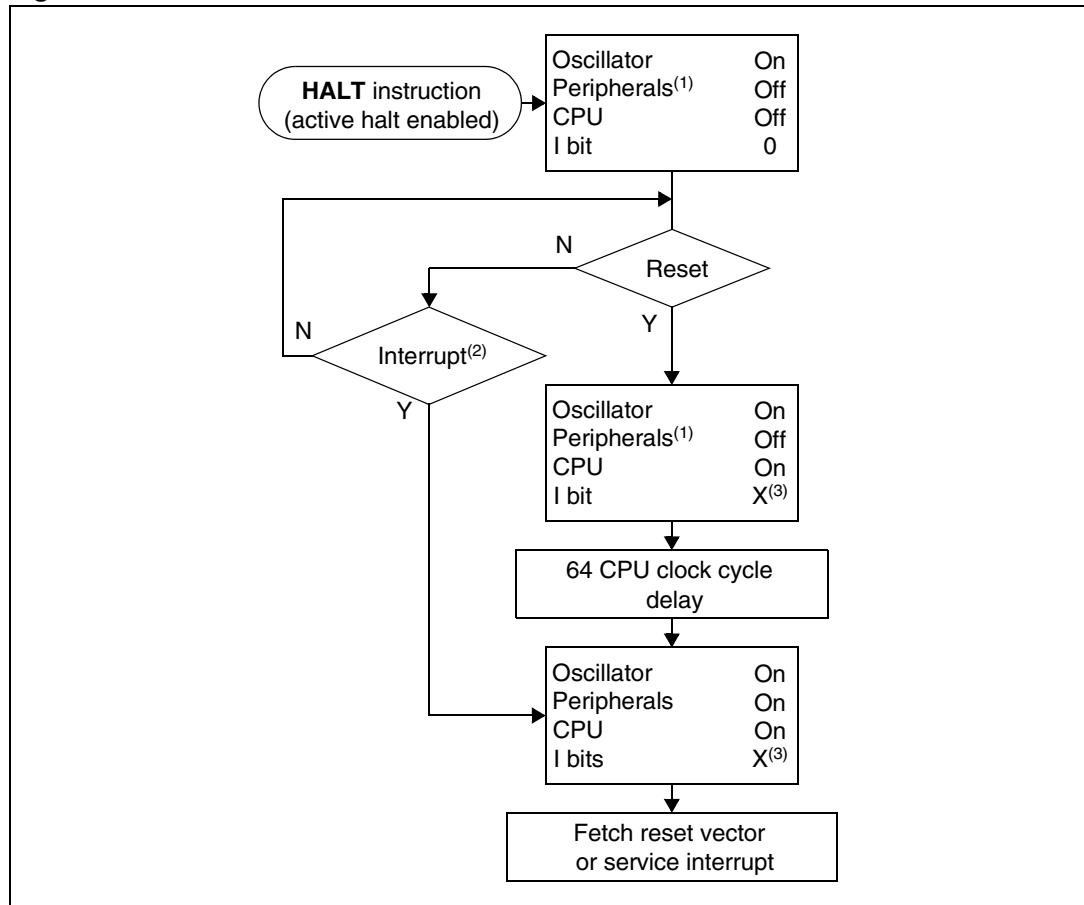 HALT instruction
(active halt enabled)
Oscillator On
Peripherals(1) Off
CPU Off
I bit 0
N
Reset
Y
N
Interrupt(2)
Y
Oscillator On
Peripherals(1) Off
CPU On
I bit X(3)
64 CPU clock cycle
delay
Oscillator On
Peripherals On
CPU On
I bits X(3)
Fetch reset vector
or service interrupt